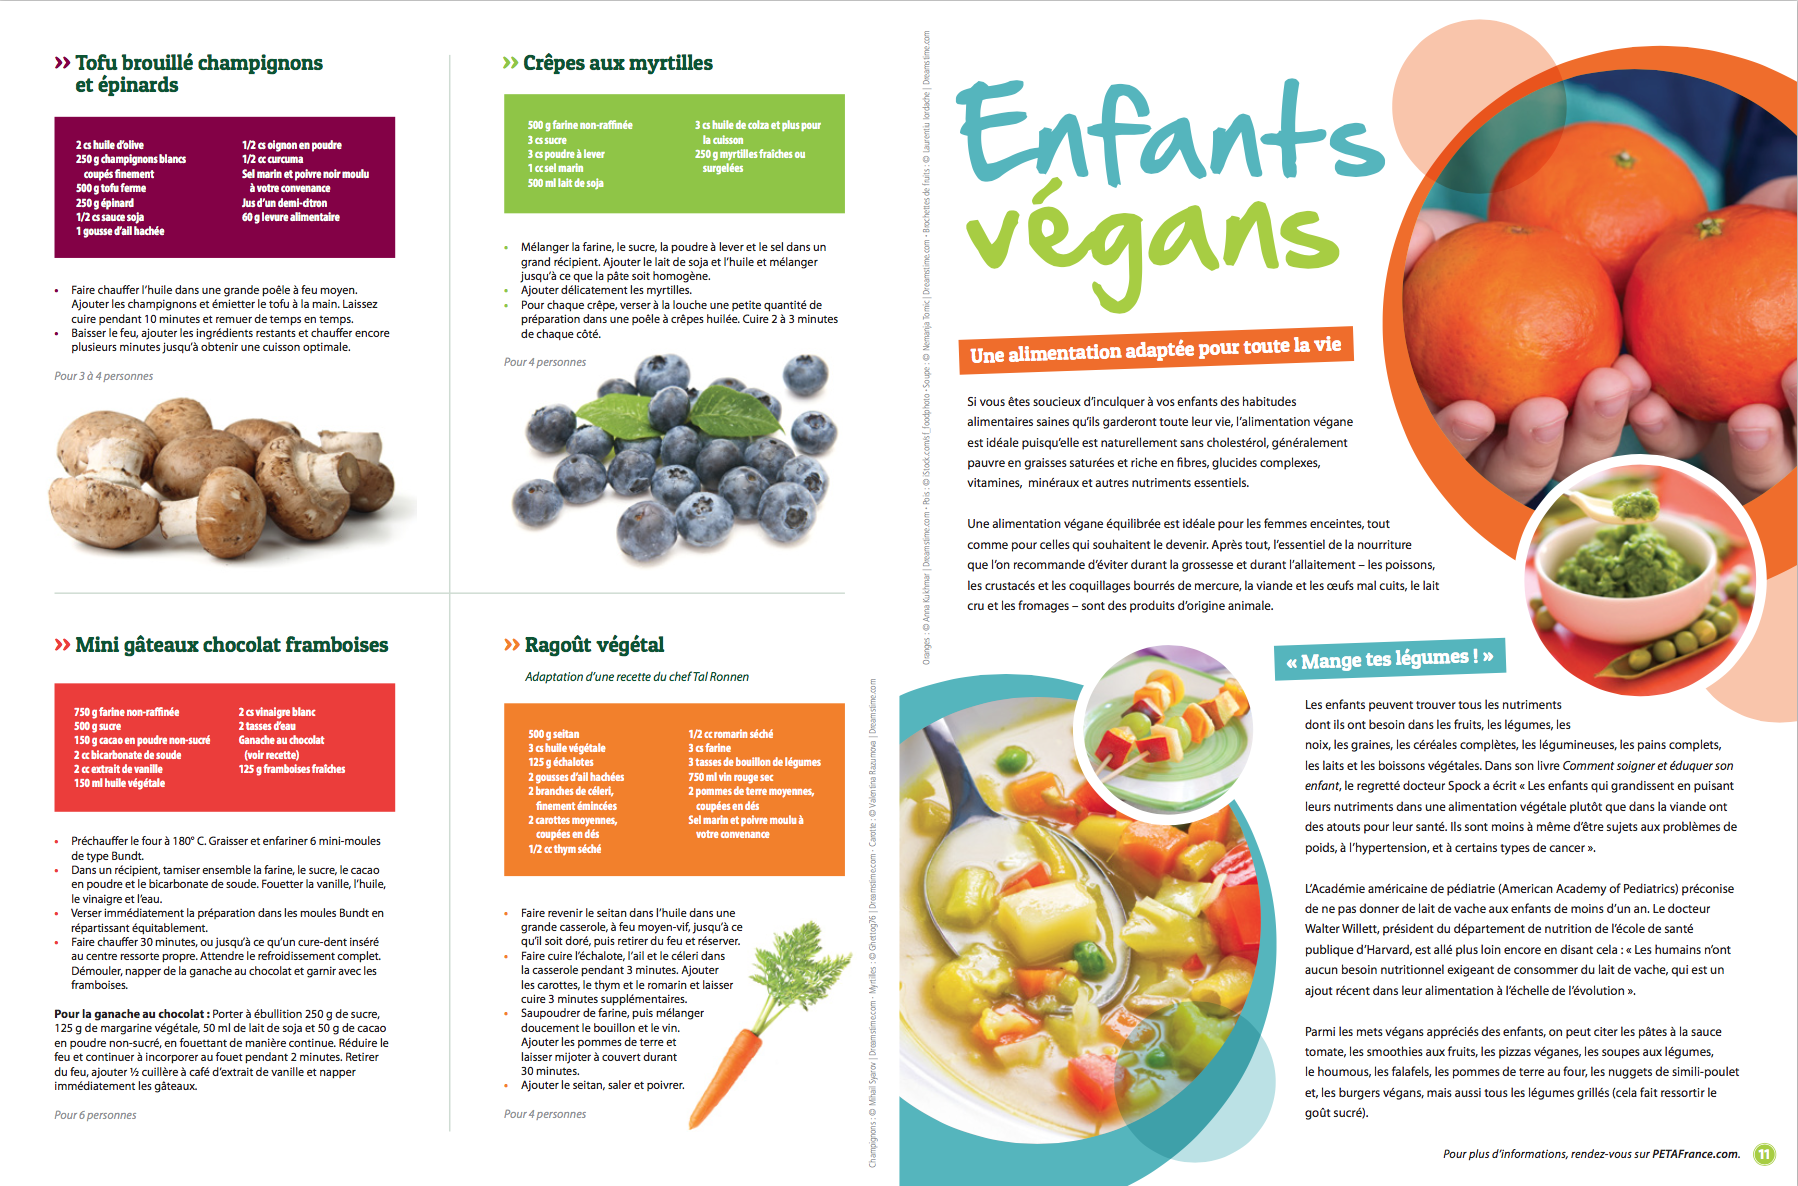 ›› Tofu brouillé champignons
et épinards
2 cs huile d’olive
250 g champignons blancs
coupés finement
500 g tofu ferme
250 g épinard
1/2 cs sauce soja
1 gousse d’ail hachée
1/2 cs oignon en poudre
1/2 cc curcuma
Sel marin et poivre noir moulu
à votre convenance
Jus d’un demi-citron
60 g levure alimentaire
• Faire chauffer l’huile dans une grande poêle à feu moyen.
Ajouter les champignons et émietter le tofu à la main. Laissez
cuire pendant 10 minutes et remuer de temps en temps.
• Baisser le feu, ajouter les ingrédients restants et chauffer encore
plusieurs minutes jusqu’à obtenir une cuisson optimale.
Pour 3 à 4 personnes
›› Crêpes aux myrtilles
500 g farine non-raffinée
3 cs sucre
3 cs poudre à lever
1 cc sel marin
500 ml lait de soja
3 cs huile de colza et plus pour
la cuisson
250 g myrtilles fraîches ou
surgelées
• Mélanger la farine, le sucre, la poudre à lever et le sel dans un
grand récipient. Ajouter le lait de soja et l’huile et mélanger
jusqu’à ce que la pâte soit homogène.
• Ajouter délicatement les myrtilles.
• Pour chaque crêpe, verser à la louche une petite quantité de
préparation dans une poêle à crêpes huilée. Cuire 2 à 3 minutes
de chaque côté.
Pour 4 personnes
›› Mini gâteaux chocolat framboises
750 g farine non-raffinée
500 g sucre
150 g cacao en poudre non-sucré
2 cc bicarbonate de soude
2 cc extrait de vanille
150 ml huile végétale
2 cs vinaigre blanc
2 tasses d’eau
Ganache au chocolat
(voir recette)
125 g framboises fraîches
• Préchauffer le four à 180° C. Graisser et enfariner 6 mini-moules
de type Bundt.
• Dans un récipient, tamiser ensemble la farine, le sucre, le cacao
en poudre et le bicarbonate de soude. Fouetter la vanille, l’huile,
le vinaigre et l’eau.
• Verser immédiatement la préparation dans les moules Bundt en
répartissant équitablement.
• Faire chauffer 30 minutes, ou jusqu’à ce qu’un cure-dent inséré
au centre ressorte propre. Attendre le refroidissement complet.
Démouler, napper de la ganache au chocolat et garnir avec les
framboises.
Pour la ganache au chocolat : Porter à ébullition 250 g de sucre,
125 g de margarine végétale, 50 ml de lait de soja et 50 g de cacao
en poudre non-sucré, en fouettant de manière continue. Réduire le
feu et continuer à incorporer au fouet pendant 2 minutes. Retirer
du feu, ajouter ½ cuillère à café d’extrait de vanille et napper
immédiatement les gâteaux.
Pour 6 personnes
›› Ragoût végétal
Adaptation d’une recette du chef Tal Ronnen
500 g seitan
3 cs huile végétale
125 g échalotes
2 gousses d’ail hachées
2 branches de céleri,
finement émincées
2 carottes moyennes,
coupées en dés
1/2 cc thym séché
1/2 cc romarin séché
3 cs farine
3 tasses de bouillon de légumes
750 ml vin rouge sec
2 pommes de terre moyennes,
coupées en dés
Sel marin et poivre moulu à
votre convenance
• Faire revenir le seitan dans l’huile dans une
grande casserole, à feu moyen-vif, jusqu’à ce
qu’il soit doré, puis retirer du feu et réserver.
• Faire cuire l’échalote, l’ail et le céleri dans
la casserole pendant 3 minutes. Ajouter
les carottes, le thym et le romarin et laisser
cuire 3 minutes supplémentaires.
• Saupoudrer de farine, puis mélanger
doucement le bouillon et le vin.
Ajouter les pommes de terre et
laisser mijoter à couvert durant
30 minutes.
• Ajouter le seitan, saler et poivrer.
Pour 4 personnes
Champignons : © Mihail Syarov | Dreamstime.com • Myrtilles : © Ghettog76 | Dreamstime.com • Carotte : © Valentina Razumova | Dreamstime.com
Oranges : © Anna Kukhmar | Dreamstime.com • Pois : © iStock.com/sf_foodphoto • Soupe : © Nemanja Tomic | Dreamstime.com • Brochettes de fruits : © Laurentiu Iordache | Dreamstime.com
Enfants
végans
Une alimentation adaptée pour toute la vie
Si vous êtes soucieux d’inculquer à vos enfants des habitudes
alimentaires saines qu’ils garderont toute leur vie, l’alimentation végane
est idéale puisqu’elle est naturellement sans cholestérol, généralement
pauvre en graisses saturées et riche en fibres, glucides complexes,
vitamines, minéraux et autres nutriments essentiels.
Une alimentation végane équilibrée est idéale pour les femmes enceintes, tout
comme pour celles qui souhaitent le devenir. Après tout, l’essentiel de la nourriture
que l’on recommande d’éviter durant la grossesse et durant l’allaitement – les poissons,
les crustacés et les coquillages bourrés de mercure, la viande et les œufs mal cuits, le lait
cru et les fromages – sont des produits d’origine animale.
« Mange tes légumes ! »
Les enfants peuvent trouver tous les nutriments
dont ils ont besoin dans les fruits, les légumes, les
noix, les graines, les céréales complètes, les légumineuses, les pains complets,
les laits et les boissons végétales. Dans son livre Comment soigner et éduquer son
enfant, le regretté docteur Spock a écrit « Les enfants qui grandissent en puisant
leurs nutriments dans une alimentation végétale plutôt que dans la viande ont
des atouts pour leur santé. Ils sont moins à même d’être sujets aux problèmes de
poids, à l’hypertension, et à certains types de cancer ».
L’Académie américaine de pédiatrie (American Academy of Pediatrics) préconise
de ne pas donner de lait de vache aux enfants de moins d’un an. Le docteur
Walter Willett, président du département de nutrition de l’école de santé
publique d’Harvard, est allé plus loin encore en disant cela : « Les humains n’ont
aucun besoin nutritionnel exigeant de consommer du lait de vache, qui est un
ajout récent dans leur alimentation à l’échelle de l’évolution ».
Parmi les mets végans appréciés des enfants, on peut citer les pâtes à la sauce
tomate, les smoothies aux fruits, les pizzas véganes, les soupes aux légumes,
le houmous, les falafels, les pommes de terre au four, les nuggets de simili-poulet
et, les burgers végans, mais aussi tous les légumes grillés (cela fait ressortir le
goût sucré).
Pour plus d’informations, rendez-vous sur PETAFrance.com.
11